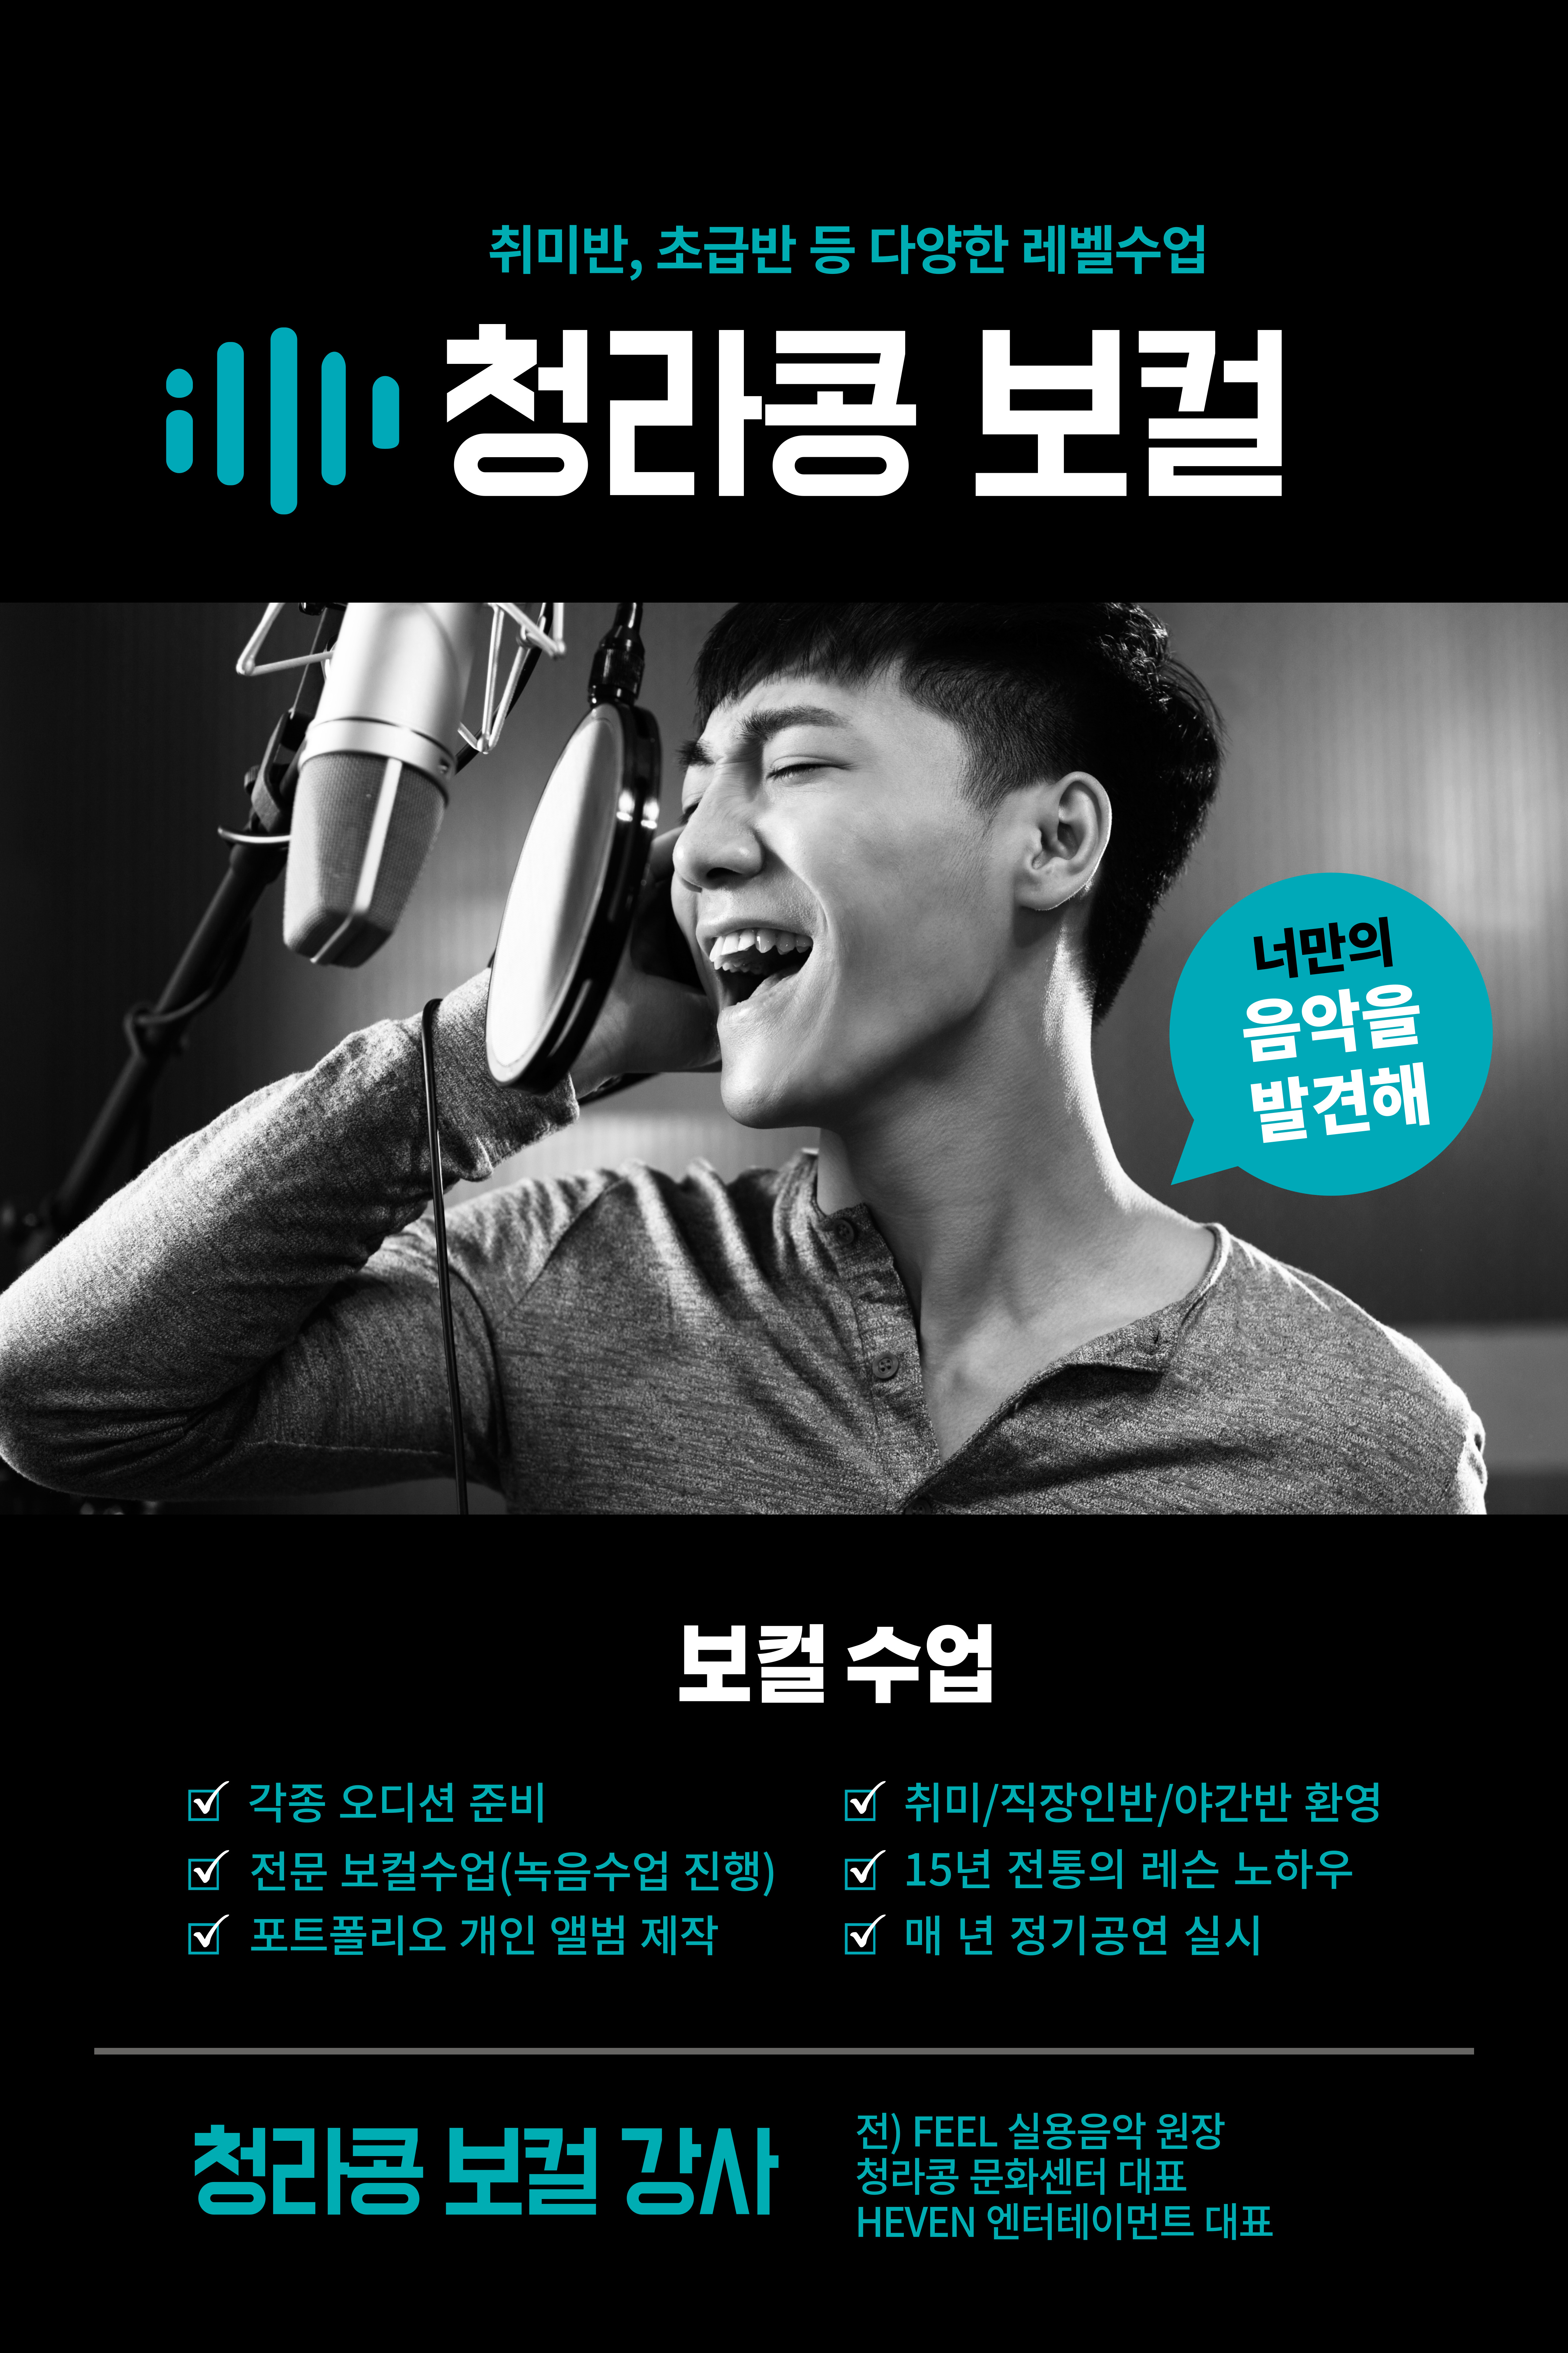 취미반, 초급반 등 다양한 레벨수업
청라콩 보컬
너만의
음악을
발견해
보컬 수업
각종 오디션 준비
전문 보컬수업(녹음수업 진행)
포트폴리오 개인 앨범 제작
취미/직장인반/야간반 환영
15년 전통의 레슨 노하우
매 년 정기공연 실시
청라콩 보컬 강사
전) FEEL 실용음악 원장
청라콩 문화센터 대표
HEVEN 엔터테이먼트 대표